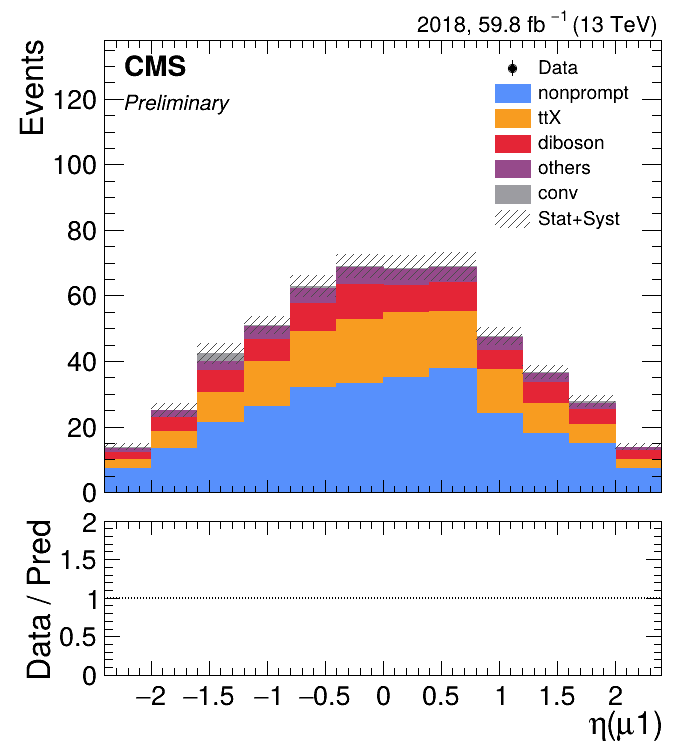 2018, 59.8 fb⁻¹ (13 TeV)
CMS
Preliminary
Data
nonprompt
ttX
diboson
others
conv
Stat+Syst
Events
120
100
80
60
40
20
0
Data / Pred
2
1.5
1
0.5
0
−2 −1.5 −1 −0.5 0 0.5 1 1.5 2
η(μ1)